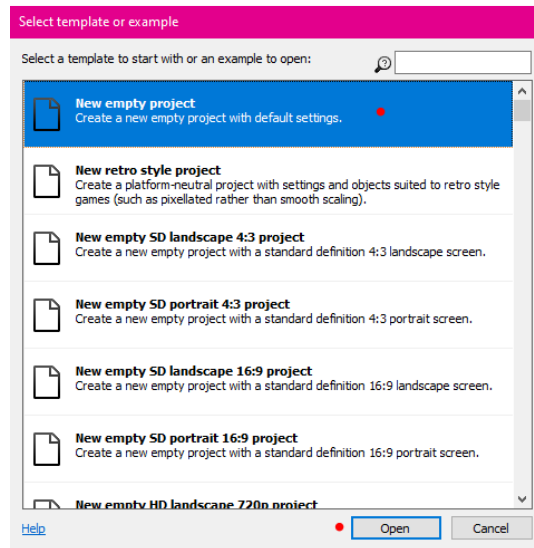 Select template or example
Select a template to start with or an example to open:
New empty project
Create a new empty project with default settings.
New retro style project
Create a platform-neutral project with settings and objects suited to retro style
games (such as pixellated rather than smooth scaling).
New empty SD landscape 4:3 project
Create a new empty project with a standard definition 4:3 landscape screen.
New empty SD portrait 4:3 project
Create a new empty project with a standard definition 4:3 portrait screen.
New empty SD landscape 16:9 project
Create a new empty project with a standard definition 16:9 landscape screen.
New empty SD portrait 16:9 project
Create a new empty project with a standard definition 16:9 portrait screen.
New empty HD landscape 720p project
Help
Open
Cancel